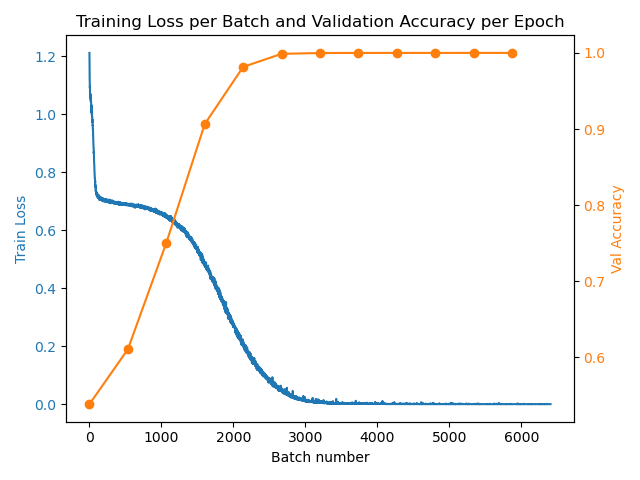 Training Loss per Batch and Validation Accuracy per Epoch
1.2
1.0
0.8
0.6
0.4
0.2
0.0
Train Loss
1.0
0.9
0.8
0.7
0.6
Val Accuracy
0 1000 2000 3000 4000 5000 6000
Batch number